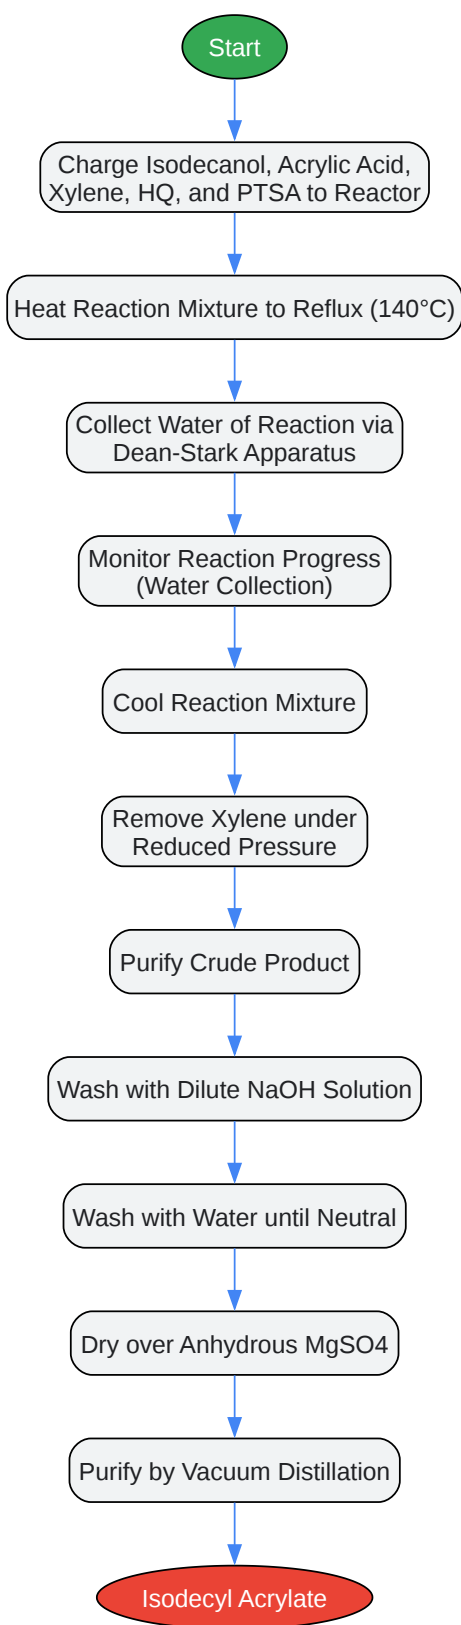 Start
Charge Isodecanol, Acrylic Acid,
Xylene, HQ, and PTSA to Reactor
Heat Reaction Mixture to Reflux (140°C)
Collect Water of Reaction via
Dean-Stark Apparatus
Monitor Reaction Progress
(Water Collection)
Cool Reaction Mixture
Remove Xylene under
Reduced Pressure
Purify Crude Product
Wash with Dilute NaOH Solution
Wash with Water until Neutral
Dry over Anhydrous MgSO4
Purify by Vacuum Distillation
Isodecyl Acrylate